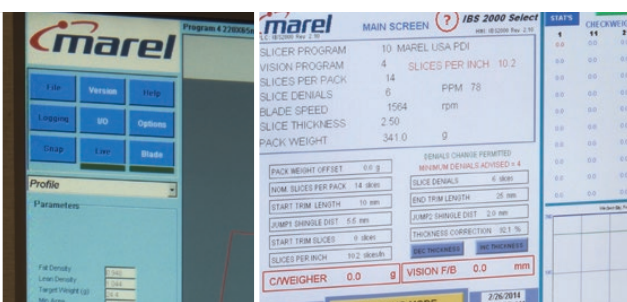 marel
Program 4 228006
File Version Help
Logging I/O Options
Snap Live Blade
Profile
Parameters
Fat Density
Lean Density
Target Weight (g)
marel
MAIN SCREEN ? IBS 2000 Select
SLICER PROGRAM 10 MAREL USA PDI
VISION PROGRAM 4 SLICES PER INCH 10.2
SLICES PER PACK 14
SLICE DENIALS 6 PPM 78
BLADE SPEED 1564 rpm
SLICE THICKNESS 2.50
PACK WEIGHT 341.0 g
DENIALS CHANGE PERMITTED
MINIMUM DENIALS ADVISED = 4
PACK WEIGHT OFFSET 0.0 g
SLICE DENIALS 6 slices
NOM. SLICES PER PACK 14 slices
END TRIM LENGTH 25 mm
START TRIM LENGTH 10 mm
JUMP2 SHINGLE DIST 2.0 mm
JUMP1 SHINGLE DIST 5.5 mm
THICKNESS CORRECTION 92.1 %
START TRIM SLICES 0 slices
DEC THICKNESS INC THICKNESS
SLICES PER INCH 10.2 slices/in
C/WEIGHER 0.0 g VISION F/B 0.0 mm
2/26/2014
STATS CHECKWEIG
1 11 2